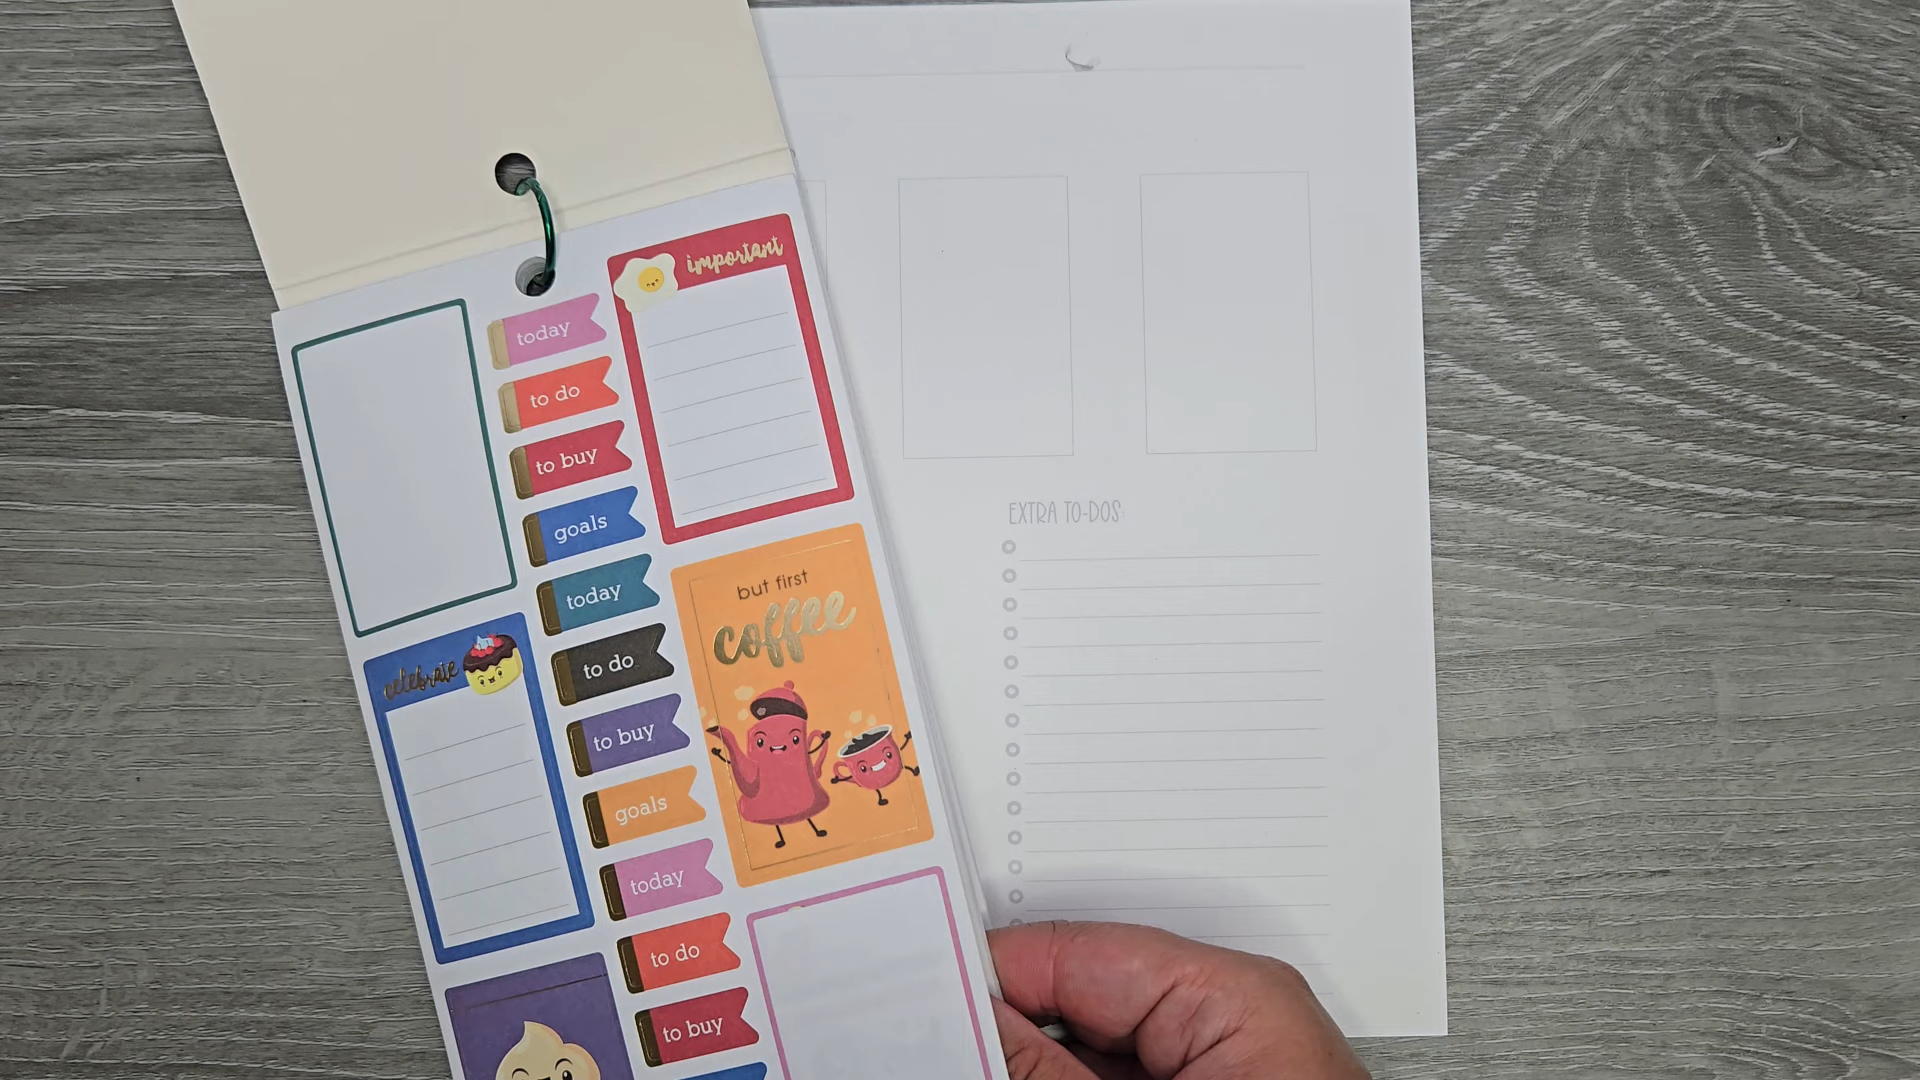 important
today
to do
to buy
goals
today
to do
to buy
goals
today
to do
to buy
but first
coffee
celebrate
EXTRA TO-DOS: